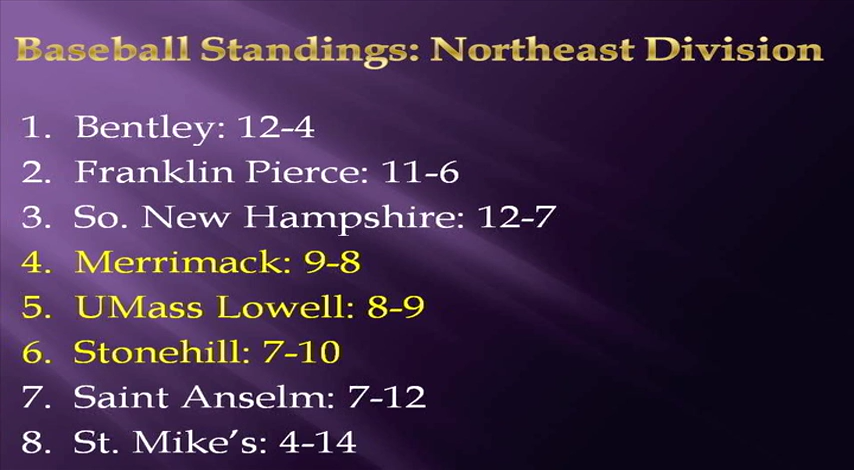 Baseball Standings: Northeast Division
1. Bentley: 12-4
2. Franklin Pierce: 11-6
3. So. New Hampshire: 12-7
4. Merrimack: 9-8
5. UMass Lowell: 8-9
6. Stonehill: 7-10
7. Saint Anselm: 7-12
8. St. Mike’s: 4-14